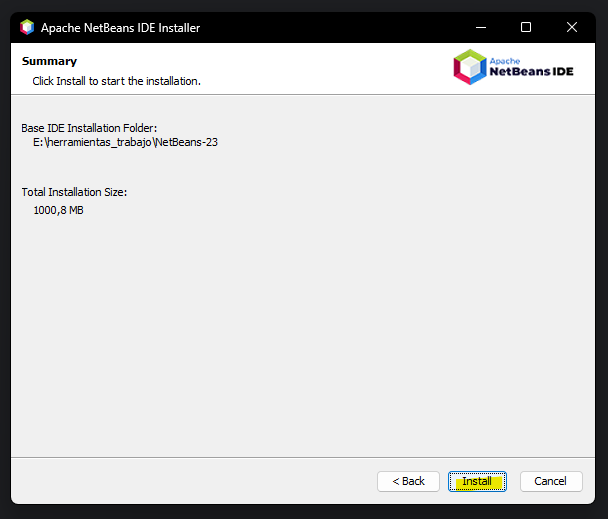 Apache NetBeans IDE Installer
Summary
Click Install to start the installation.
Apache
NetBeans IDE
Base IDE Installation Folder:
E:\herramientas_trabajo\NetBeans-23
Total Installation Size:
1000,8 MB
< Back
Install
Cancel